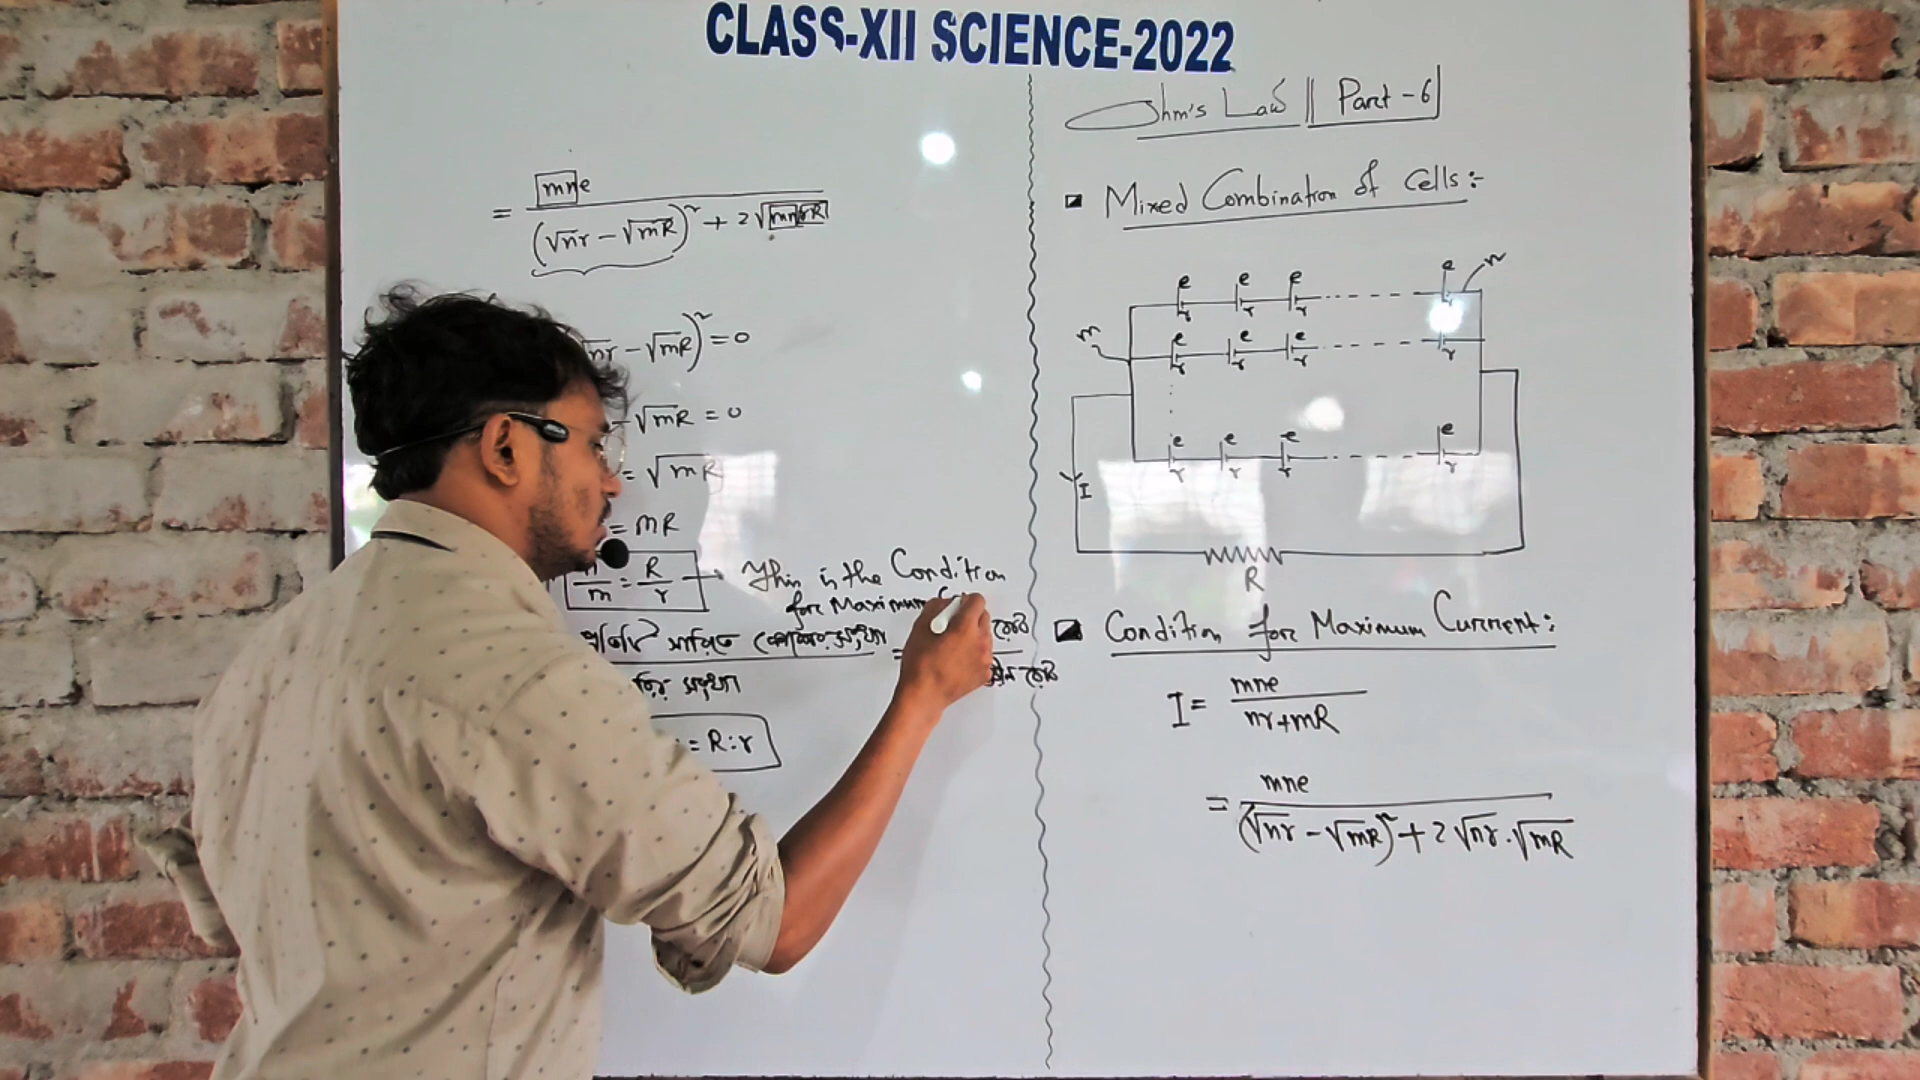 CLASS-XII SCIENCE-2022
Ohm's Law || Part - 6
Mixed Combination of Cells :-
e e e e n
r r r r
m e e e
r r r r
e e e e
r r r r
I
R
Condition for Maximum Current :
I = mne / nr+mR
= mne / (√nr - √mR)² + 2√nr . √mR
= mne / (√nr - √mR)² + 2√mnrR
nr - √mR)² = 0
- √mR = 0
= √mR
= mR
n/m = R/r → This is the Condition
for Maximum
প্রতিটি সারিতে কোষের সংখ্যা =
সংখ্যা
রোধ
রোধ
= R : r